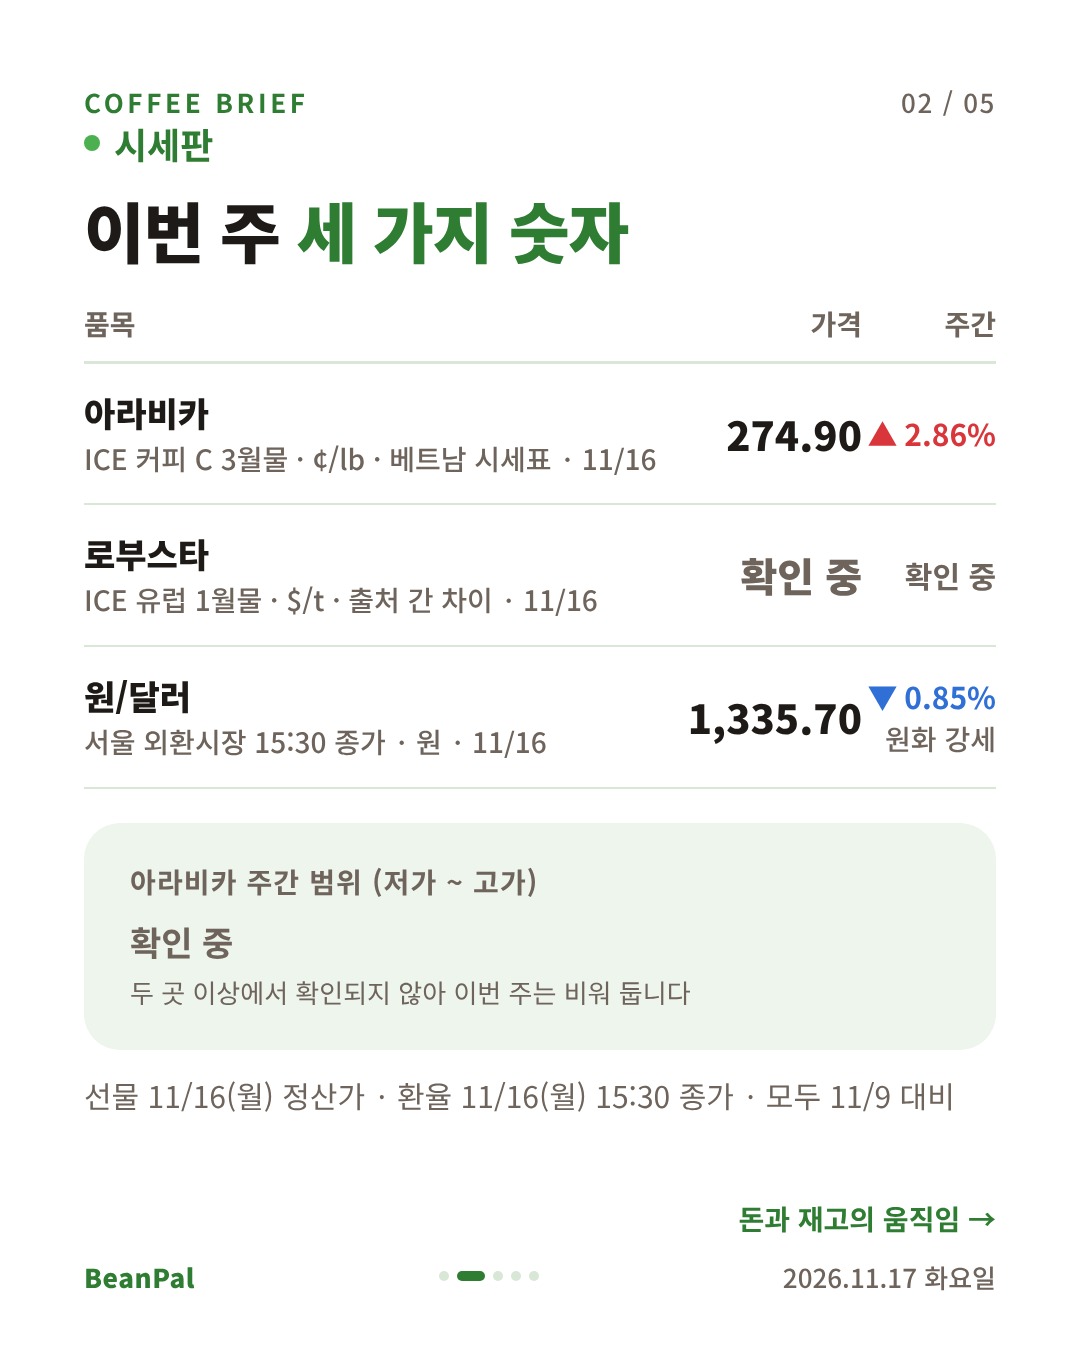 COFFEE BRIEF
02 / 05
시세판
이번 주 세 가지 숫자
품목 가격 주간
아라비카
ICE 커피 C 3월물 · ¢/lb · 베트남 시세표 · 11/16
274.90 ▲ 2.86%
로부스타
ICE 유럽 1월물 · $/t · 출처 간 차이 · 11/16
확인 중 확인 중
원/달러
서울 외환시장 15:30 종가 · 원 · 11/16
1,335.70 ▼ 0.85%
원화 강세
아라비카 주간 범위 (저가 ~ 고가)
확인 중
두 곳 이상에서 확인되지 않아 이번 주는 비워 둡니다
선물 11/16(월) 정산가 · 환율 11/16(월) 15:30 종가 · 모두 11/9 대비
돈과 재고의 움직임 →
BeanPal
2026.11.17 화요일